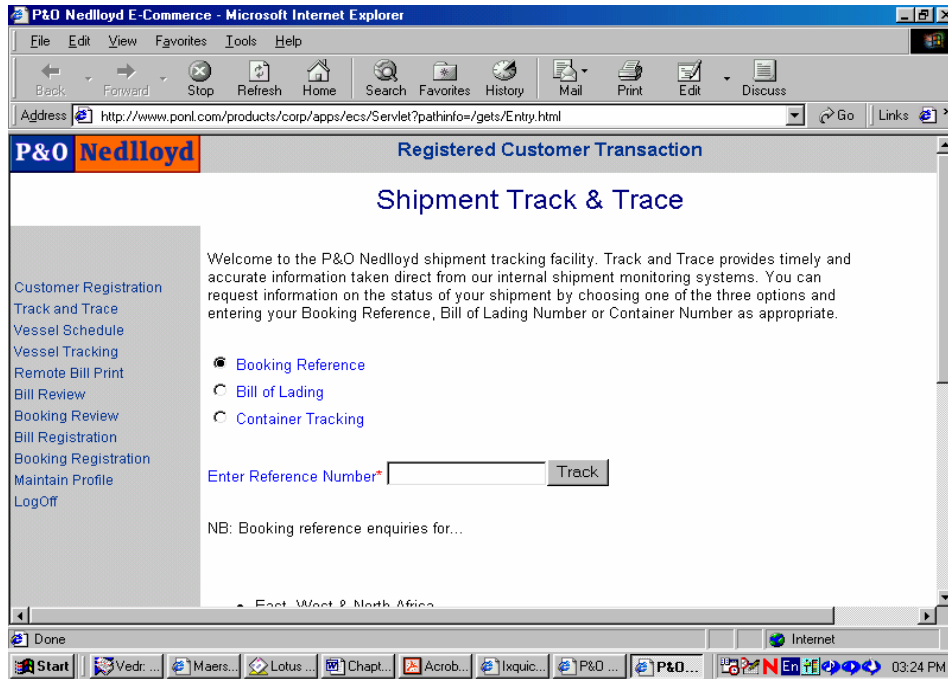 P&O Nedlloyd E-Commerce - Microsoft Internet Explorer
File Edit View Favorites Tools Help
Back Forward Stop Refresh Home Search Favorites History Mail Print Edit Discuss
Address http://www.ponl.com/products/corp/apps/ecs/Servlet?pathinfo=/gets/Entry.html Go Links
P&O Nedlloyd
Registered Customer Transaction
Shipment Track & Trace
Customer Registration
Track and Trace
Vessel Schedule
Vessel Tracking
Remote Bill Print
Bill Review
Booking Review
Bill Registration
Booking Registration
Maintain Profile
LogOff
Welcome to the P&O Nedlloyd shipment tracking facility. Track and Trace provides timely and
accurate information taken direct from our internal shipment monitoring systems. You can
request information on the status of your shipment by choosing one of the three options and
entering your Booking Reference, Bill of Lading Number or Container Number as appropriate.
Booking Reference
Bill of Lading
Container Tracking
Enter Reference Number* Track
NB: Booking reference enquiries for...
• East, West & North Africa
Done Internet
Start Vedr: ... Maers... Lotus ... Chapt... Acrob... Ixquic... P&O ... P&O... N En 03:24 PM